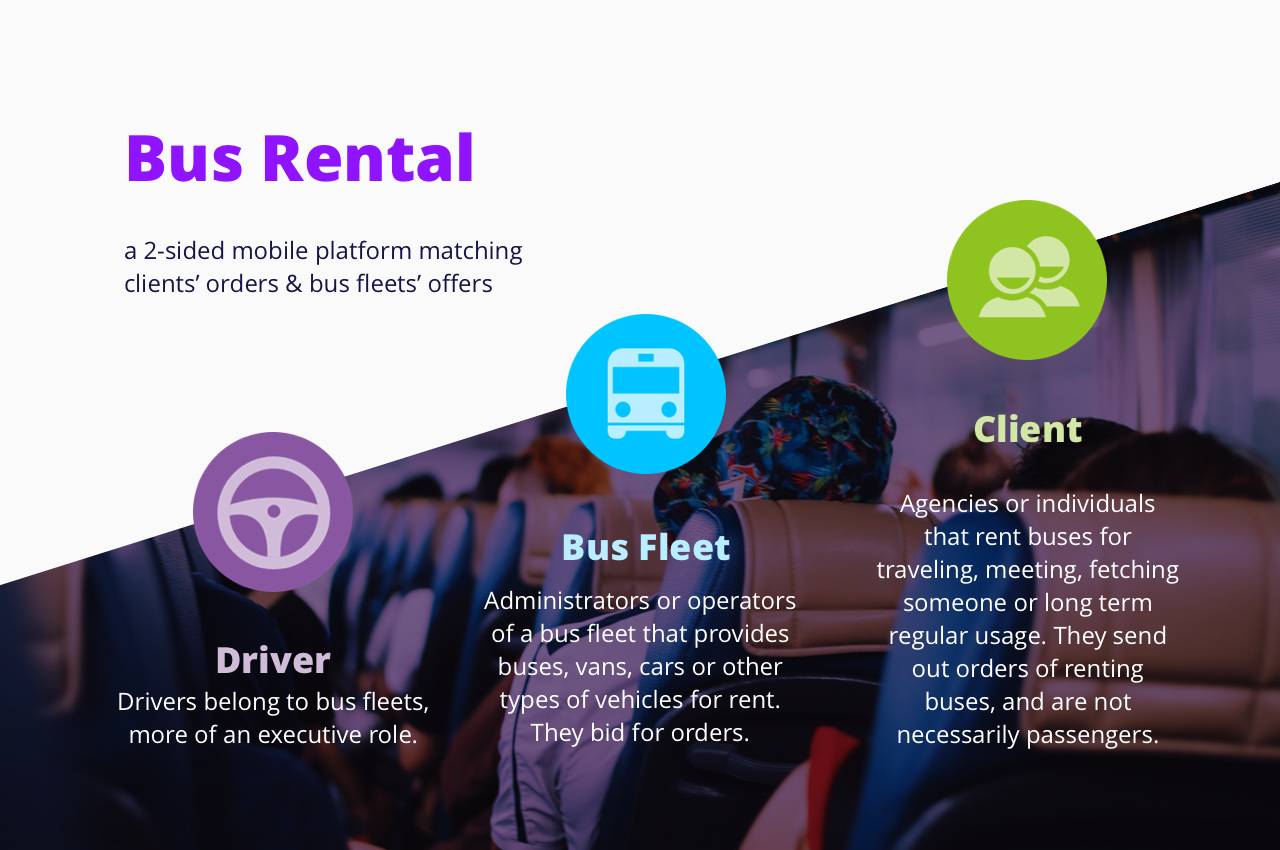 Bus Rental
a 2-sided mobile platform matching
clients’ orders & bus fleets’ offers
Driver
Drivers belong to bus fleets,
more of an executive role.
Bus Fleet
Administrators or operators
of a bus fleet that provides
buses, vans, cars or other
types of vehicles for rent.
They bid for orders.
Client
Agencies or individuals
that rent buses for
traveling, meeting, fetching
someone or long term
regular usage. They send
out orders of renting
buses, and are not
necessarily passengers.